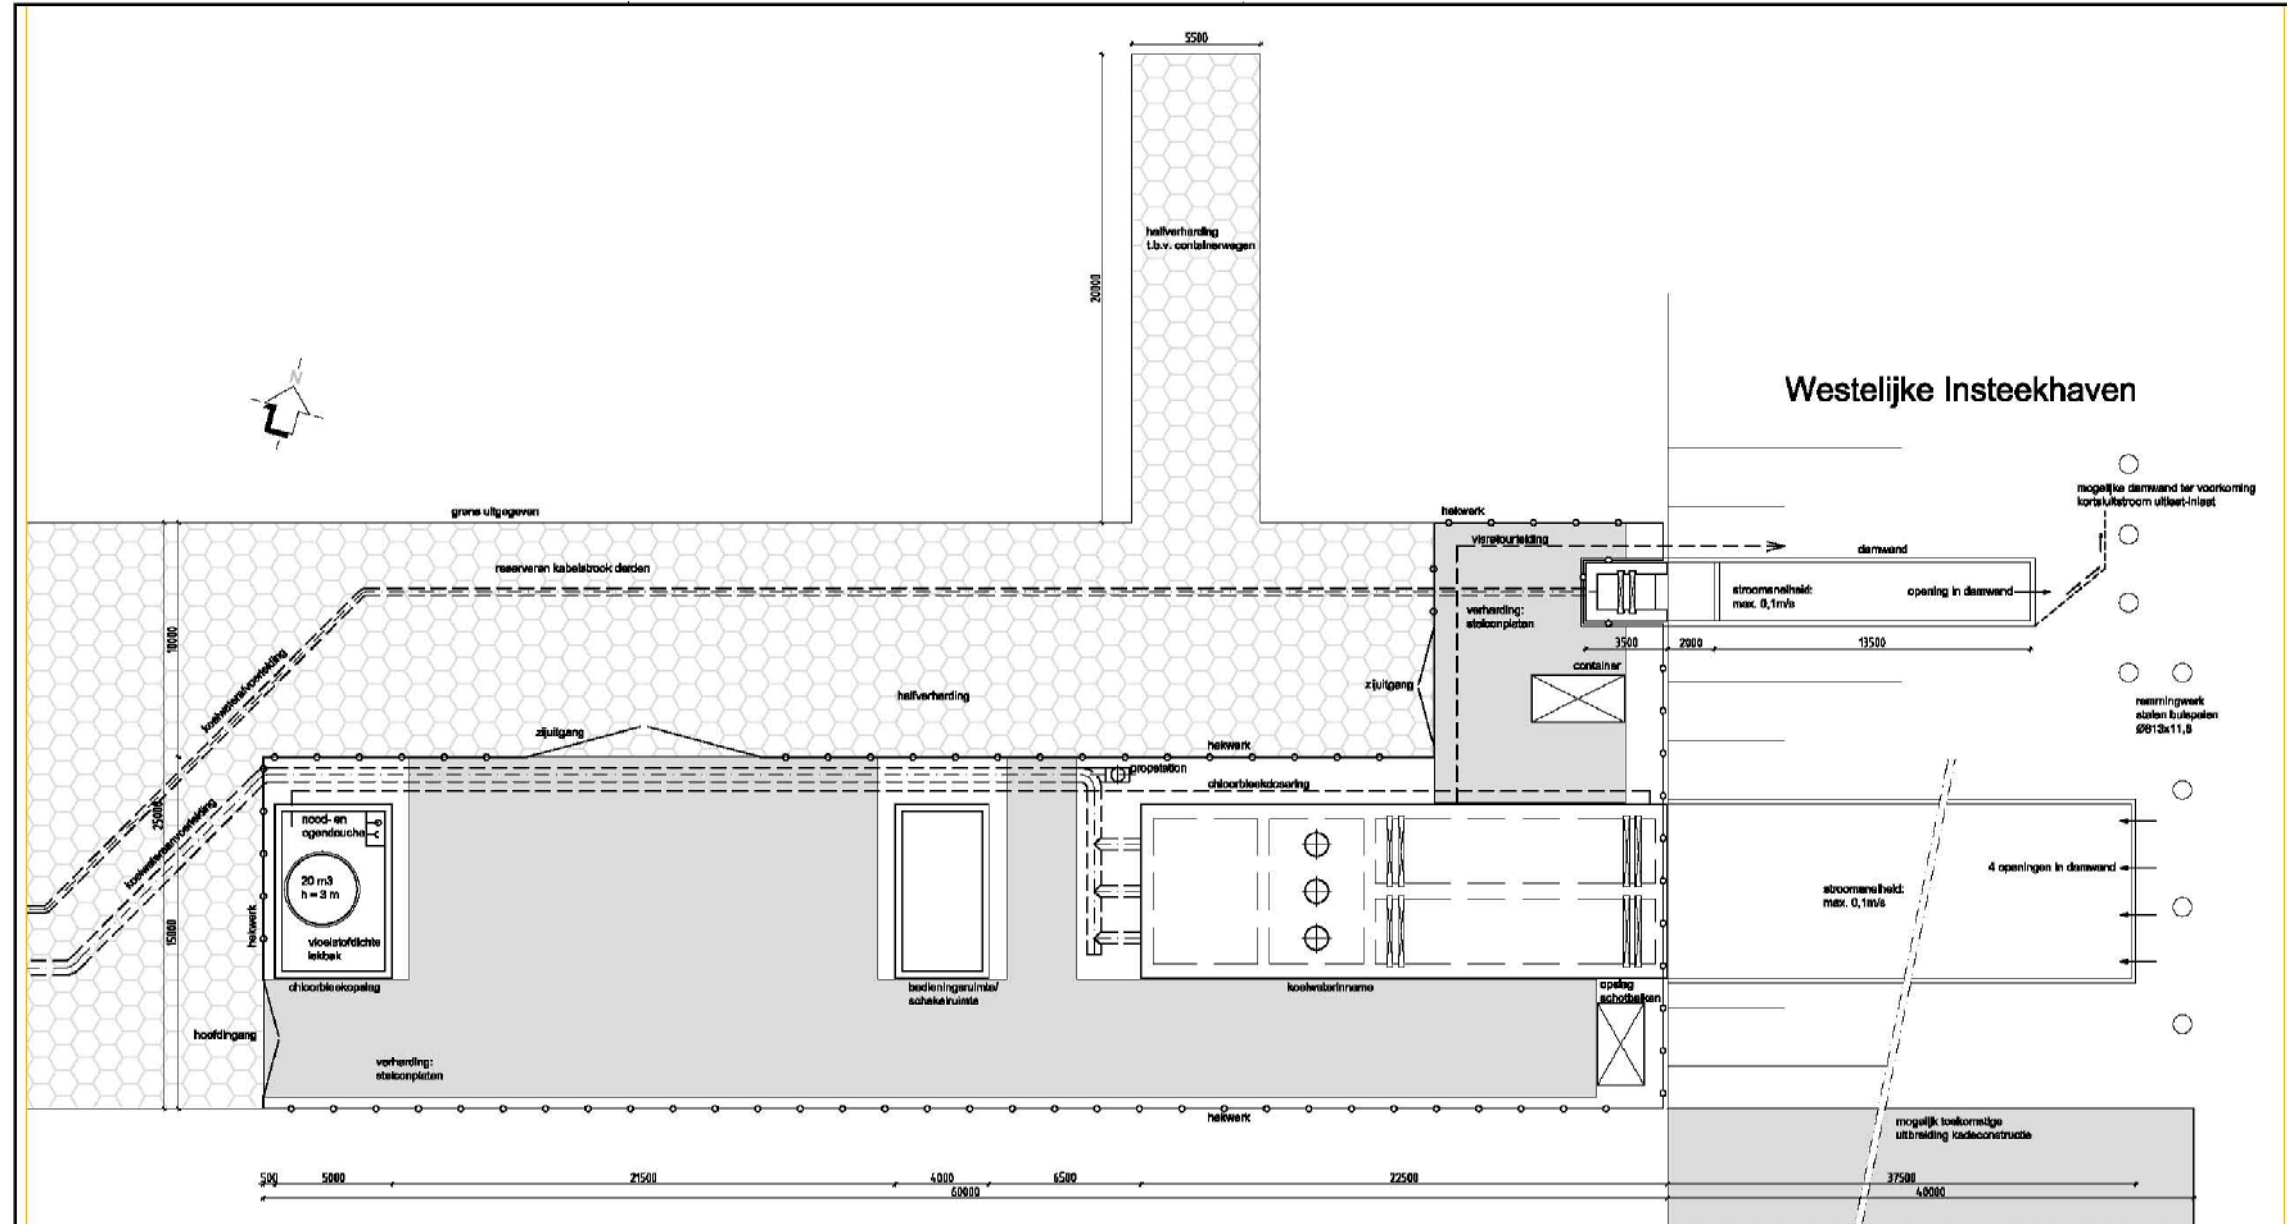 5500
halfverharding
t.b.v. containerwagen
20000
N
Westelijke Insteekhaven
mogelijke damwand ter voorkoming
kortsluitstroom uitlaat-inlaat
grens uitgegeven
hekwerk
visretourleiding
damwand
reserveren kabelstrook derden
stroomsnelheid:
max. 0,1m/s
opening in damwand
verharding:
stelconplaten
3500
2000
13500
10000
koelwaterafvoerleiding
container
zijuitgang
halfverharding
remmingwerk
stalen buispalen
Ø813x11,8
zijuitgang
hekwerk
propstation
chloorbleekdosering
25000
koelwateraanvoerleiding
nood- en
ogendouche
20 m3
h = 3 m
4 openingen in damwand
stroomsnelheid:
max. 0,1m/s
15000
hekwerk
vloeistofdichte
lekbak
chloorbleekopslag
bedieningsruimte/
schakelruimte
koelwaterinname
opslag
schotbalken
hoofdingang
verharding:
stelconplaten
hekwerk
mogelijk toekomstige
uitbreiding kadeconstructie
500
5000
21500
4000
6500
22500
37500
60000
40000